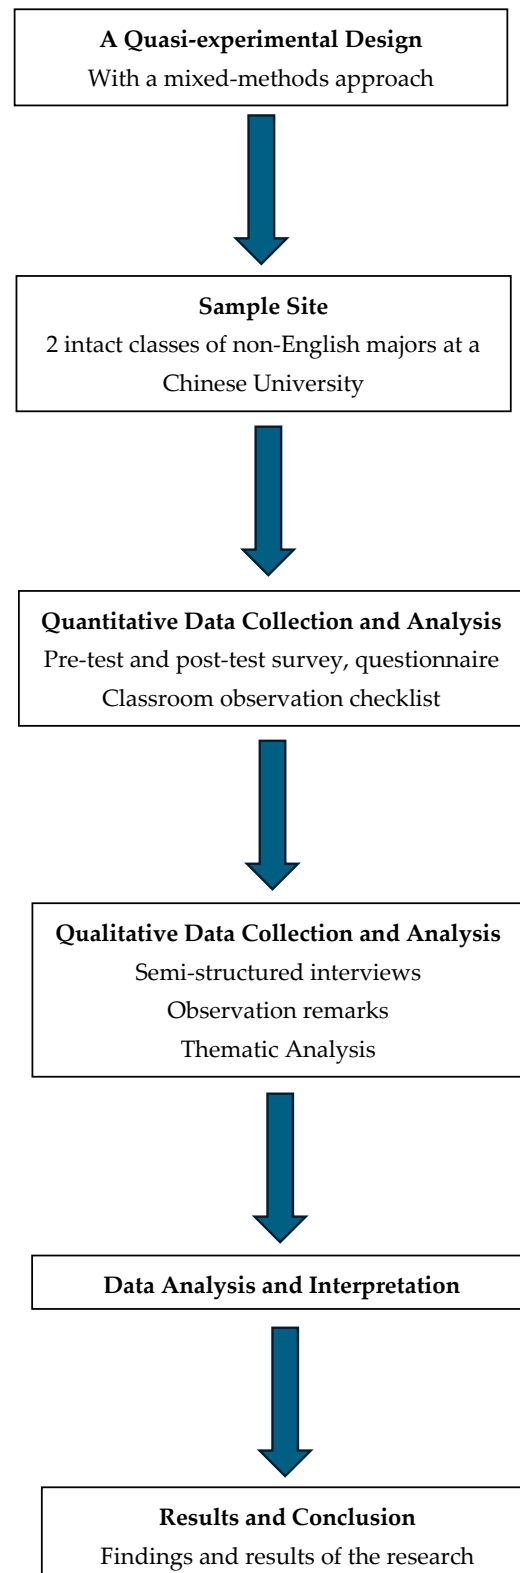 A Quasi-experimental Design
With a mixed-methods approach
Sample Site
2 intact classes of non-English majors at a
Chinese University
Quantitative Data Collection and Analysis
Pre-test and post-test survey, questionnaire
Classroom observation checklist
Qualitative Data Collection and Analysis
Semi-structured interviews
Observation remarks
Thematic Analysis
Data Analysis and Interpretation
Results and Conclusion
Findings and results of the research